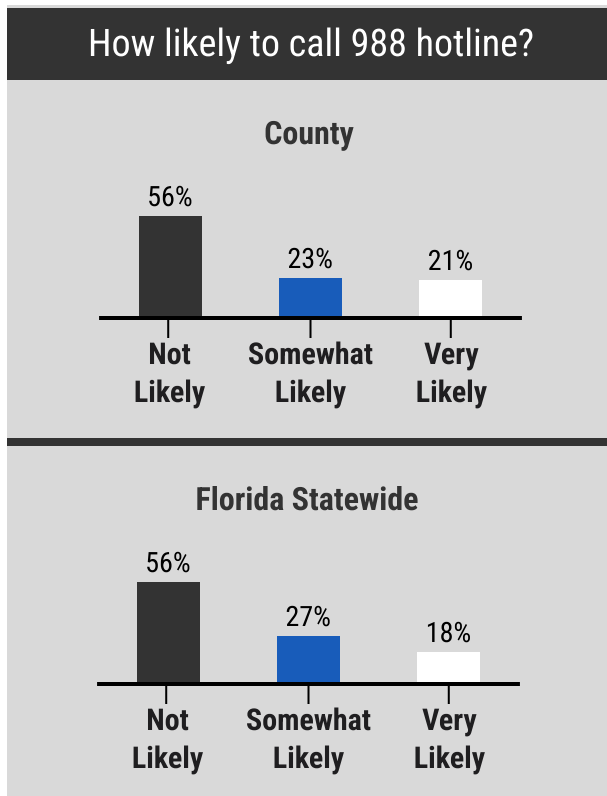 How likely to call 988 hotline?
County
56%
23%
21%
Not Likely
Somewhat Likely
Very Likely
Florida Statewide
56%
27%
18%
Not Likely
Somewhat Likely
Very Likely